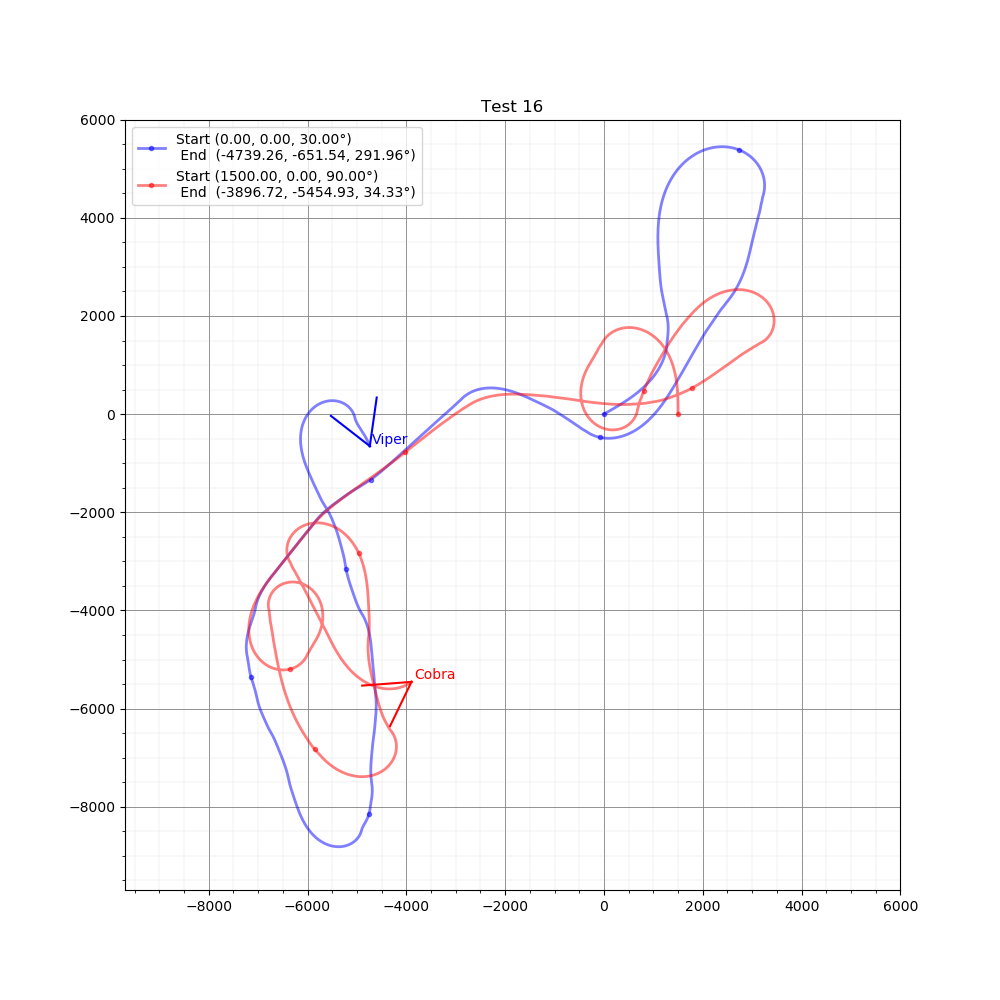 Test 16
Start (0.00, 0.00, 30.00°)
End (-4739.26, -651.54, 291.96°)
Start (1500.00, 0.00, 90.00°)
End (-3896.72, -5454.93, 34.33°)
6000
4000
2000
0
−2000
−4000
−6000
−8000
Viper
Cobra
−8000 −6000 −4000 −2000 0 2000 4000 6000